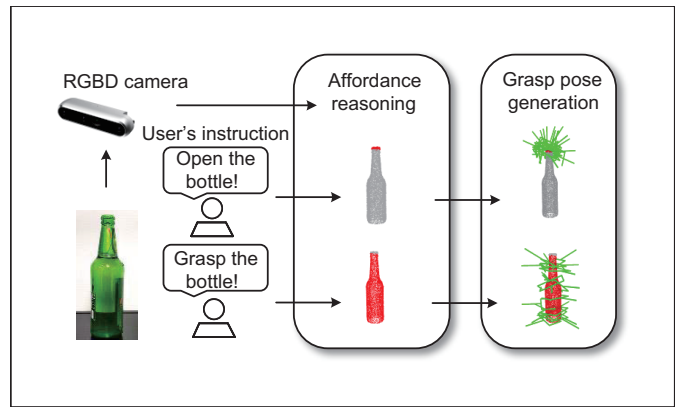 RGBD camera
User's instruction
Open the
bottle!
Grasp the
bottle!
Affordance
reasoning
Grasp pose
generation